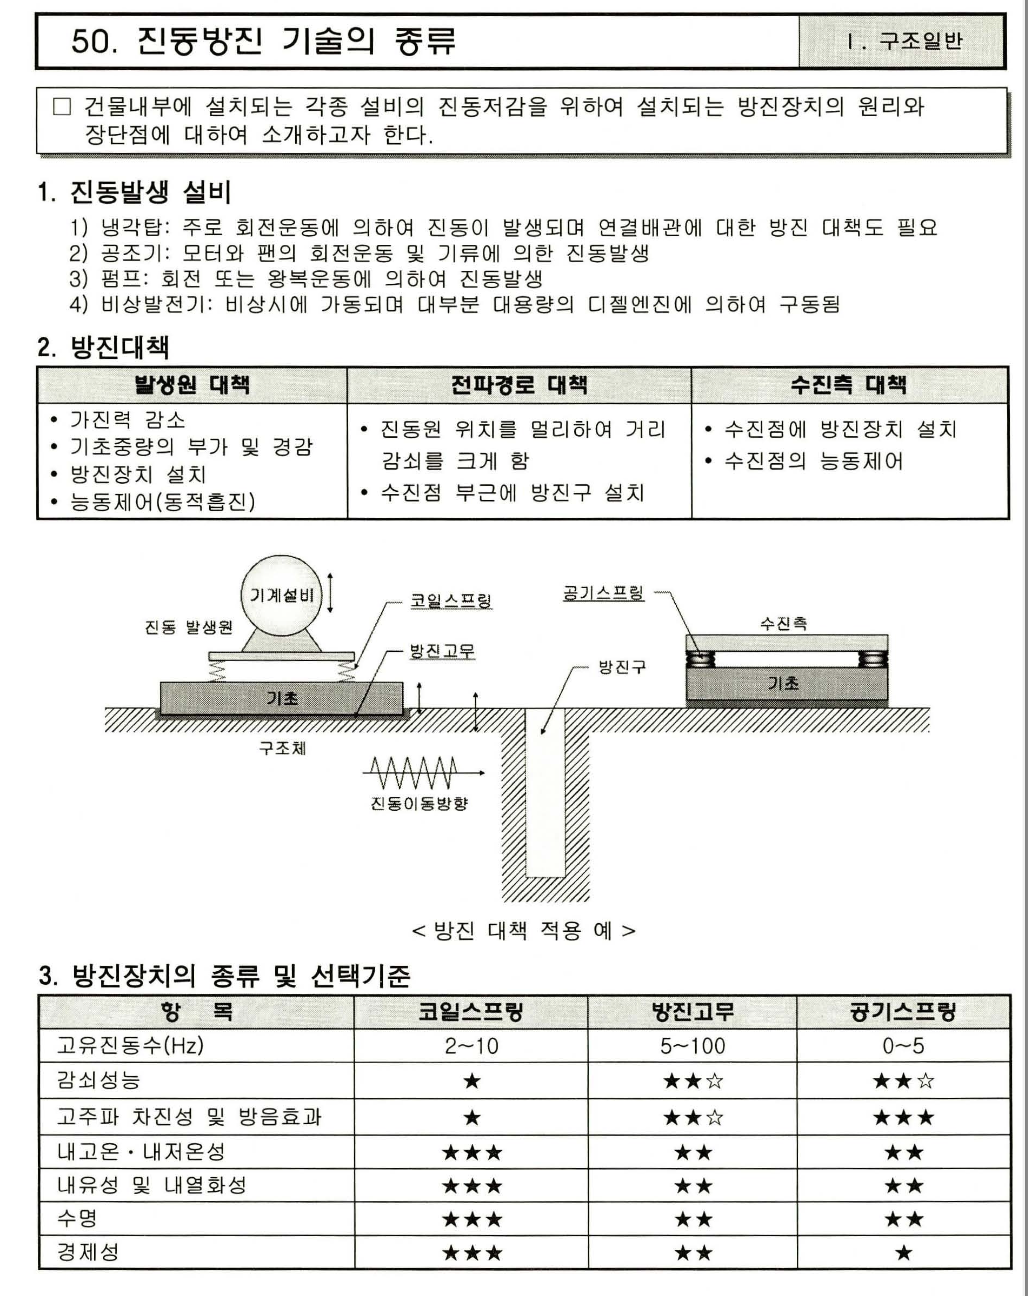 50. 진동방진 기술의 종류
Ⅰ. 구조일반
□ 건물내부에 설치되는 각종 설비의 진동저감을 위하여 설치되는 방진장치의 원리와
장단점에 대하여 소개하고자 한다.
1. 진동발생 설비
1) 냉각탑: 주로 회전운동에 의하여 진동이 발생되며 연결배관에 대한 방진 대책도 필요
2) 공조기: 모터와 팬의 회전운동 및 기류에 의한 진동발생
3) 펌프: 회전 또는 왕복운동에 의하여 진동발생
4) 비상발전기: 비상시에 가동되며 대부분 대용량의 디젤엔진에 의하여 구동됨
2. 방진대책
발생원 대책 전파경로 대책 수진측 대책
• 가진력 감소
• 기초중량의 부가 및 경감
• 방진장치 설치
• 능동제어(동적흡진)
• 진동원 위치를 멀리하여 거리
감쇠를 크게 함
• 수진점 부근에 방진구 설치
• 수진점에 방진장치 설치
• 수진점의 능동제어
기계설비
진동 발생원
코일스프링
방진고무
기초
구조체
진동이동방향
방진구
공기스프링
수진측
기초
< 방진 대책 적용 예 >
3. 방진장치의 종류 및 선택기준
항 목 코일스프링 방진고무 공기스프링
고유진동수(Hz) 2~10 5~100 0~5
감쇠성능 ★ ★★☆ ★★☆
고주파 차진성 및 방음효과 ★ ★★☆ ★★★
내고온·내저온성 ★★★ ★★ ★★
내유성 및 내열화성 ★★★ ★★ ★★
수명 ★★★ ★★ ★★
경제성 ★★★ ★★ ★